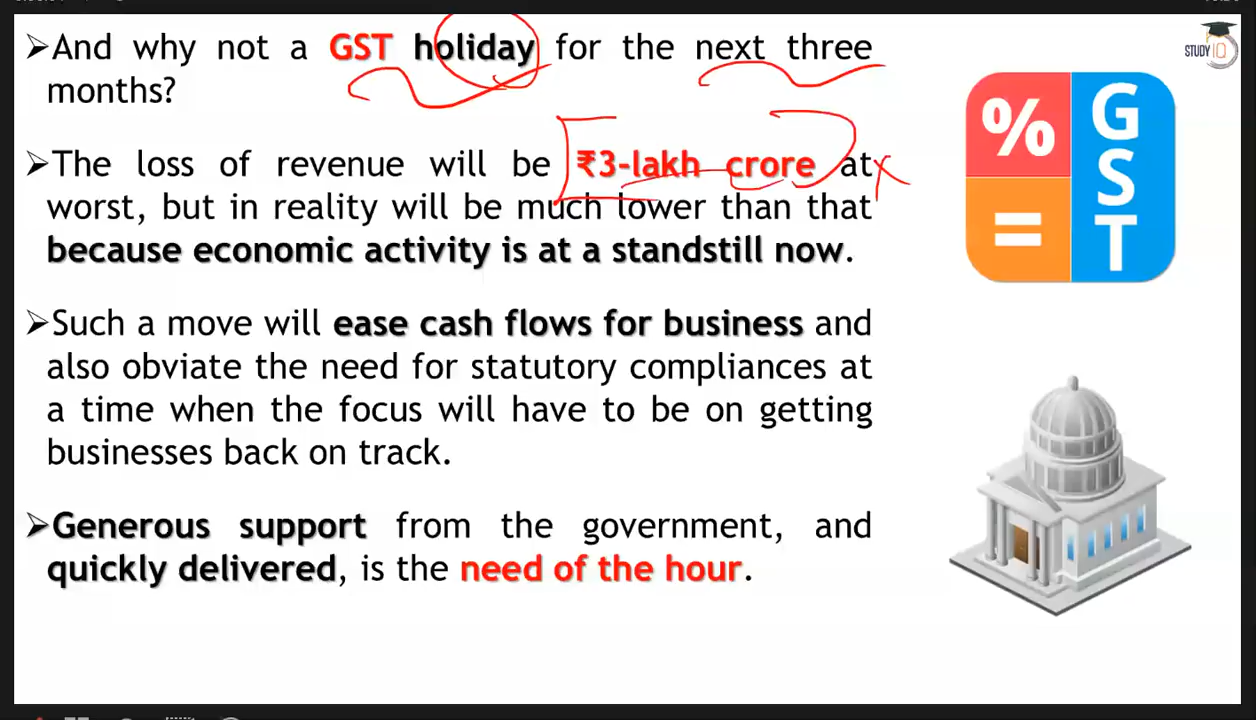 ➢And why not a GST holiday for the next three
months?
➢The loss of revenue will be ₹3-lakh crore at
worst, but in reality will be much lower than that
because economic activity is at a standstill now.
➢Such a move will ease cash flows for business and
also obviate the need for statutory compliances at
a time when the focus will have to be on getting
businesses back on track.
➢Generous support from the government, and
quickly delivered, is the need of the hour.
STUDY IQ
% G
S
= T